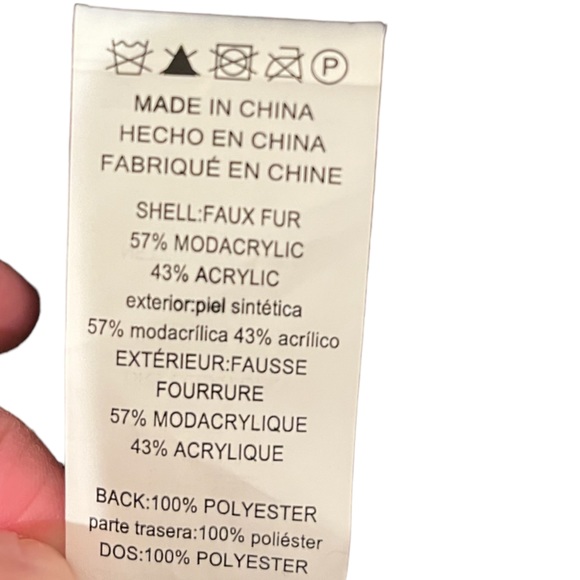 P
MADE IN CHINA
HECHO EN CHINA
FABRIQUÉ EN CHINE
SHELL:FAUX FUR
57% MODACRYLIC
43% ACRYLIC
exterior:piel sintética
57% modacrílica 43% acrílico
EXTÉRIEUR:FAUSSE
FOURRURE
57% MODACRYLIQUE
43% ACRYLIQUE
BACK:100% POLYESTER
parte trasera:100% poliéster
DOS:100% POLYESTER